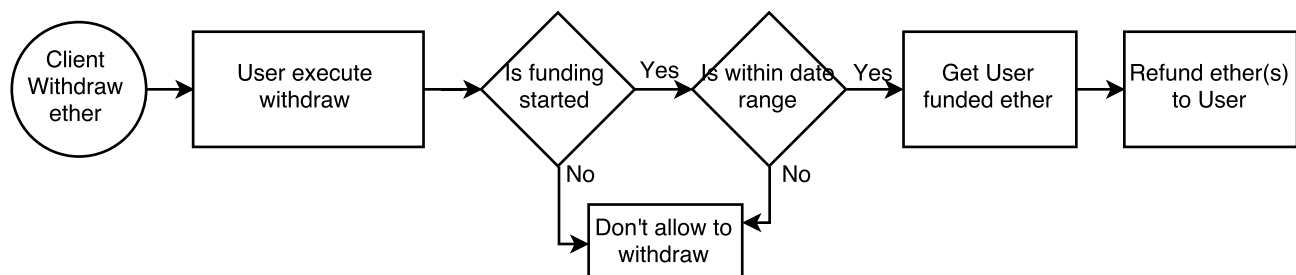 Client
Withdraw
ether
User execute
withdraw
Is funding
started
Yes
Is within date
range
Yes
Get User
funded ether
Refund ether(s)
to User
No
No
Don't allow to
withdraw